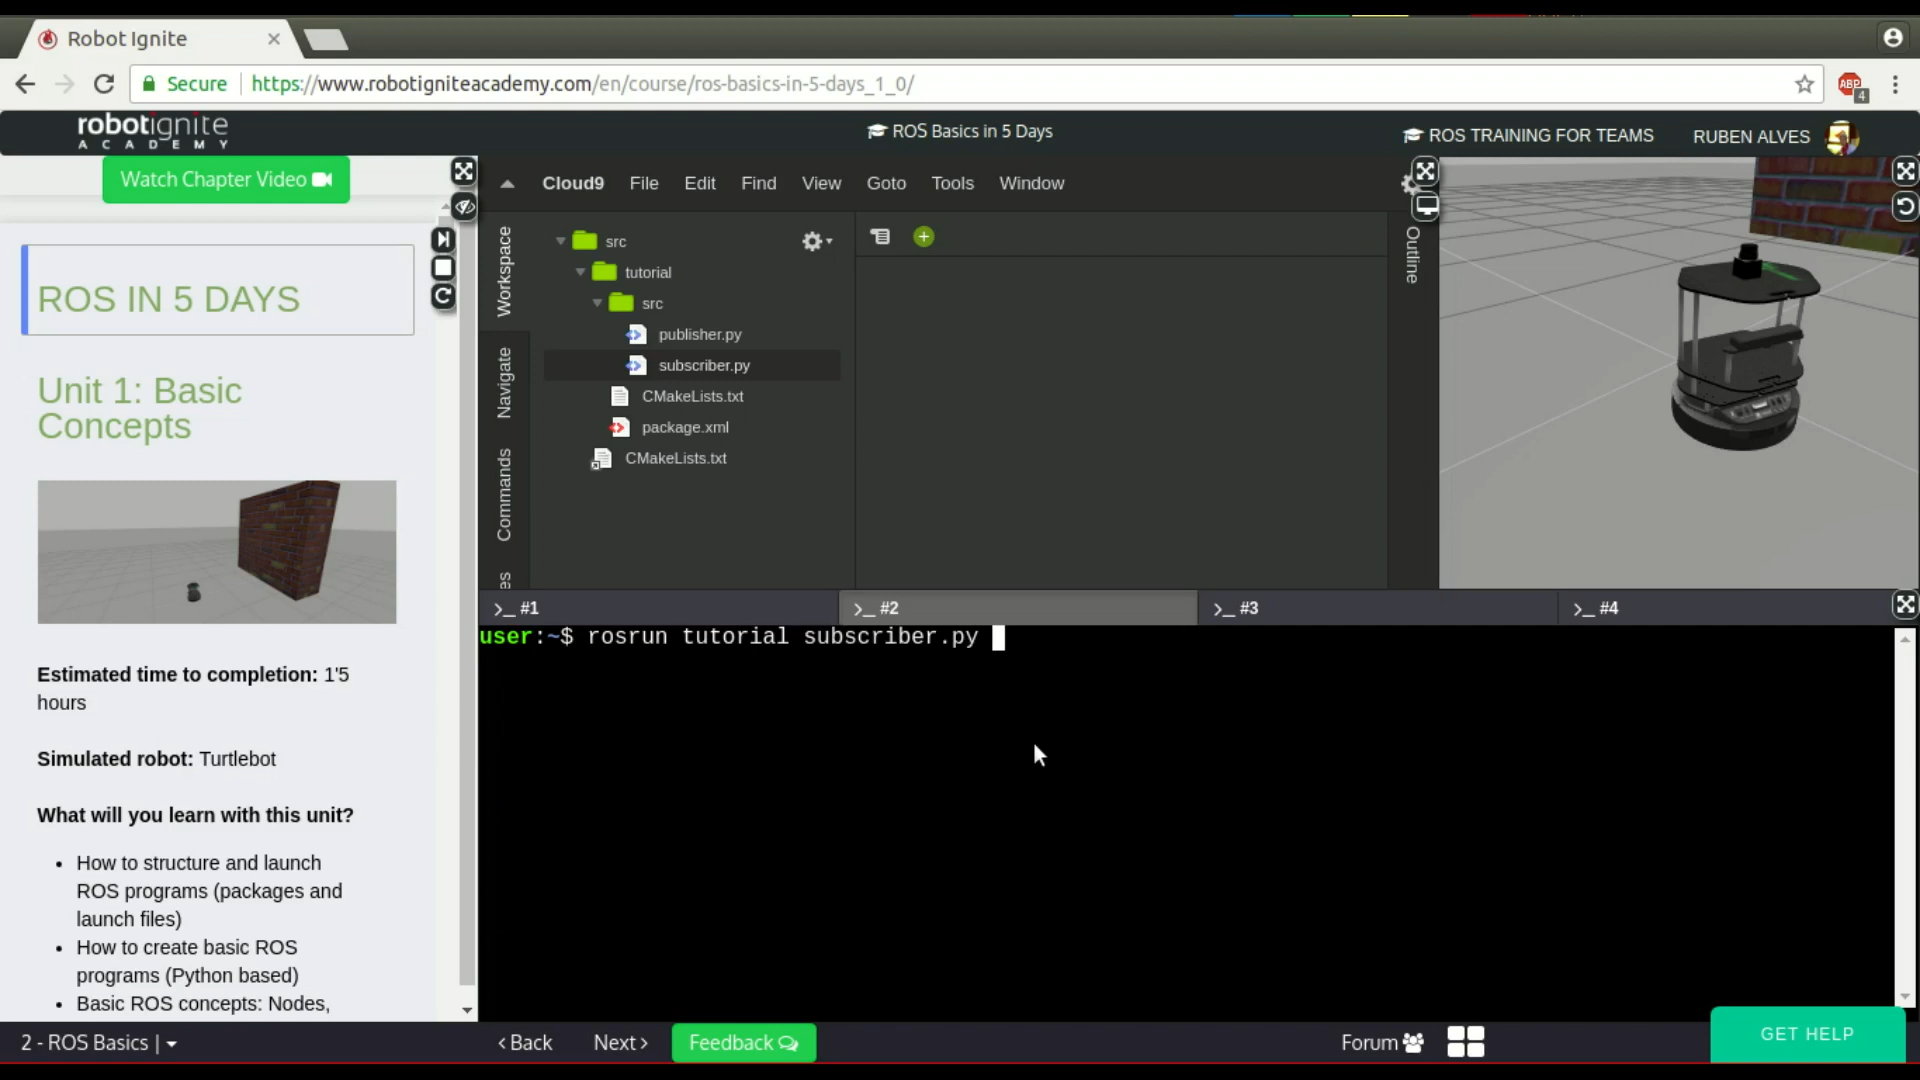 Robot Ignite
Secure https://www.robotigniteacademy.com/en/course/ros-basics-in-5-days_1_0/
ABP
4
robotignite
ACADEMY
ROS Basics in 5 Days
ROS TRAINING FOR TEAMS
RUBEN ALVES
Watch Chapter Video
ROS IN 5 DAYS
Unit 1: Basic
Concepts
Estimated time to completion: 1'5
hours
Simulated robot: Turtlebot
What will you learn with this unit?
• How to structure and launch
ROS programs (packages and
launch files)
• How to create basic ROS
programs (Python based)
• Basic ROS concepts: Nodes,
Cloud9 File Edit Find View Goto Tools Window
Workspace
Navigate
Commands
es
src
tutorial
src
publisher.py
subscriber.py
CMakeLists.txt
package.xml
CMakeLists.txt
Outline
>_ #1
>_ #2
>_ #3
>_ #4
user:~$ rosrun tutorial subscriber.py
2 - ROS Basics |
‹ Back
Next ›
Feedback
Forum
GET HELP